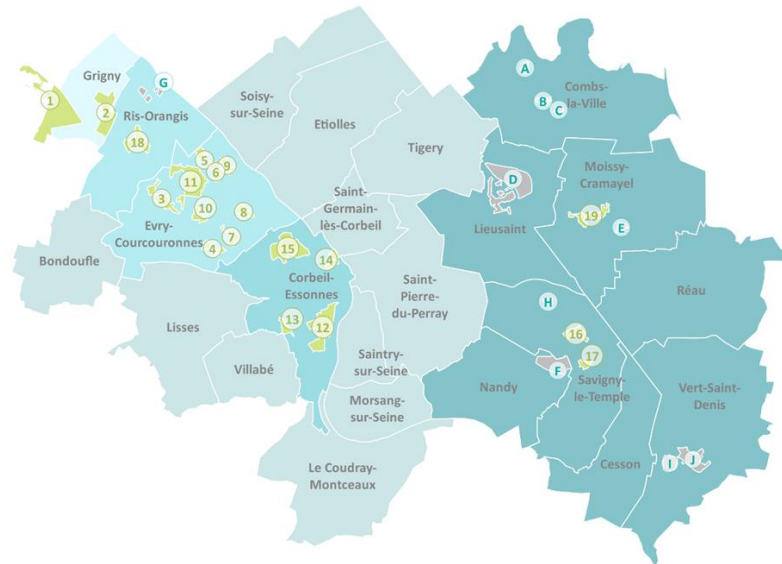 A
G
Grigny
Combs-
la-Ville
1
2
B
C
Soisy
sur-Seine
Ris-Orangis
Etiolles
18
Tigery
5
9
6
Moissy-
Cramayel
11
D
Saint-
Germain-
lès-Corbeil
3
10
8
19
E
Evry-
Courcouronnes
7
Lieusaint
4
15
14
Bondoufle
Corbeil-
Essonnes
Saint-
Pierre-
du-Perray
Réau
H
13
12
Lisses
16
17
Saintry-
sur-Seine
F
Villabé
Nandy
Savigny-
le-Temple
Vert-Saint-
Denis
Morsang-
sur-Seine
I
J
Le Coudray-
Montceaux
Cesson